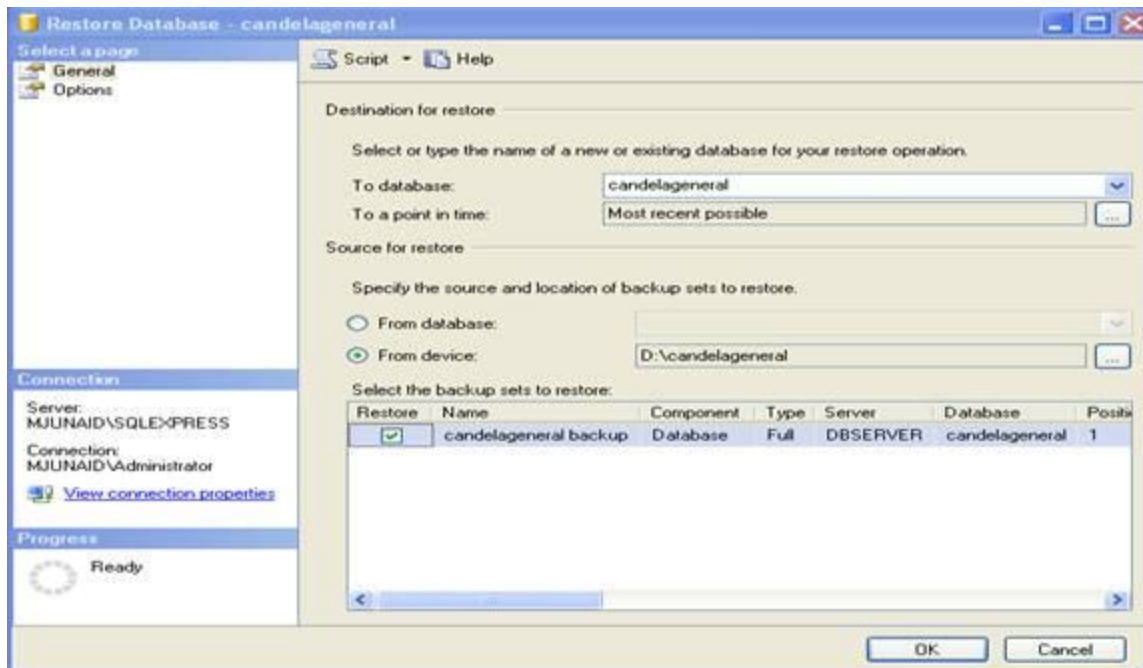 Restore Database - candelageneral
Select a page
General
Options
Script
Help
Destination for restore
Select or type the name of a new or existing database for your restore operation.
To database:
candelageneral
To a point in time:
Most recent possible
...
Source for restore
Specify the source and location of backup sets to restore.
From database:
From device:
D:\candelageneral
...
Select the backup sets to restore:
Restore Name Component Type Server Database Positi
candelageneral backup Database Full DBSERVER candelageneral 1
Connection
Server:
MJUNAID\SQLEXPRESS
Connection:
MJUNAID\Administrator
View connection properties
Progress
Ready
OK
Cancel